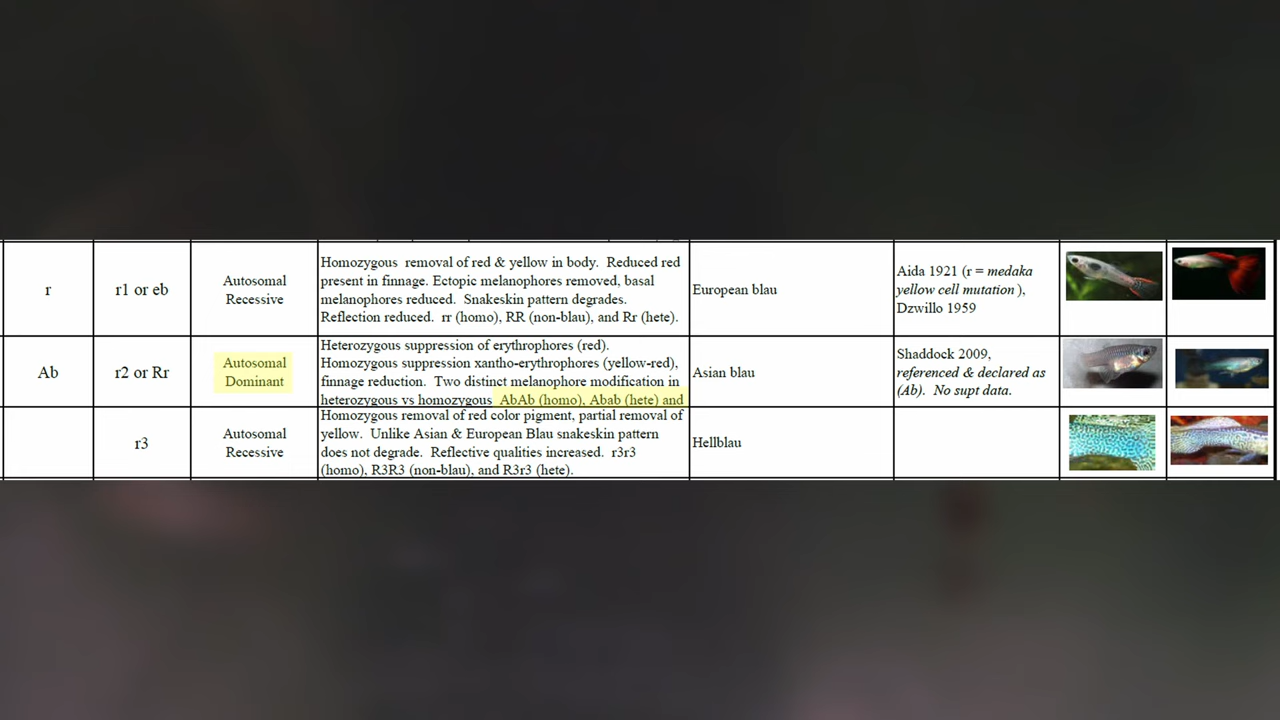 r
r1 or eb
Autosomal
Recessive
Homozygous removal of red & yellow in body. Reduced red
present in finnage. Ectopic melanophores removed, basal
melanophores reduced. Snakeskin pattern degrades.
Reflection reduced. rr (homo), RR (non-blau), and Rr (hete).
European blau
Aida 1921 (r = medaka
yellow cell mutation ),
Dzwillo 1959
Ab
r2 or Rr
Autosomal
Dominant
Heterozygous suppression of erythrophores (red).
Homozygous suppression xantho-erythrophores (yellow-red),
finnage reduction. Two distinct melanophore modification in
heterozygous vs homozygous AbAb (homo), Abab (hete) and
Asian blau
Shaddock 2009,
referenced & declared as
(Ab). No supt data.
r3
Autosomal
Recessive
Homozygous removal of red color pigment, partial removal of
yellow. Unlike Asian & European Blau snakeskin pattern
does not degrade. Reflective qualities increased. r3r3
(homo), R3R3 (non-blau), and R3r3 (hete).
Hellblau